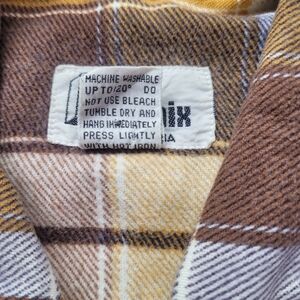 MACHINE WASHABLE
UP TO 120° DO
NOT USE BLEACH
TUMBLE DRY AND
HANG IMMEDIATELY
PRESS LIGHTLY
WITH HOT IRON